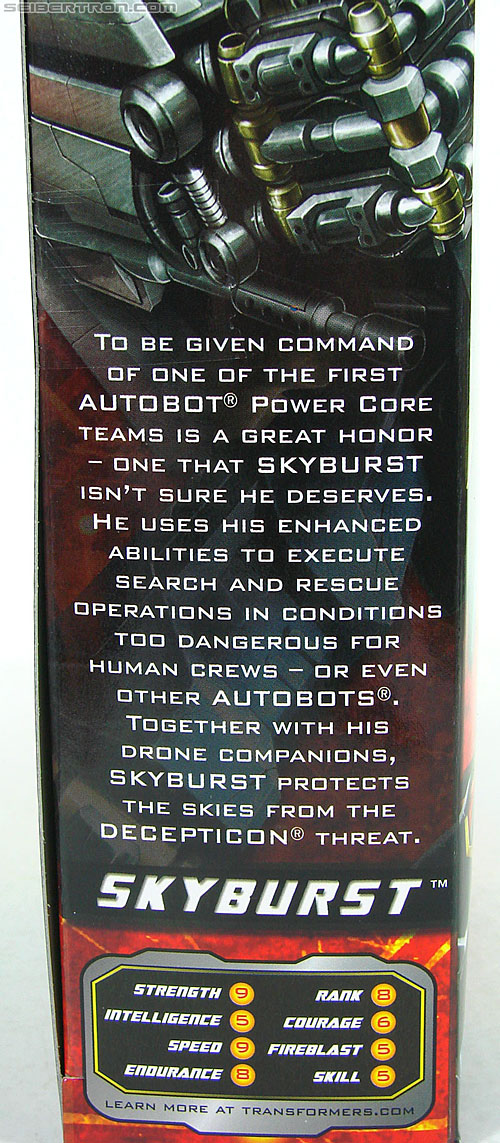 SEIBERTRON.COM
TO BE GIVEN COMMAND
OF ONE OF THE FIRST
AUTOBOT® POWER CORE
TEAMS IS A GREAT HONOR
– ONE THAT SKYBURST
ISN'T SURE HE DESERVES.
HE USES HIS ENHANCED
ABILITIES TO EXECUTE
SEARCH AND RESCUE
OPERATIONS IN CONDITIONS
TOO DANGEROUS FOR
HUMAN CREWS – OR EVEN
OTHER AUTOBOTS®.
TOGETHER WITH HIS
DRONE COMPANIONS,
SKYBURST PROTECTS
THE SKIES FROM THE
DECEPTICON® THREAT.
SKYBURST™
STRENGTH 9 RANK 8
INTELLIGENCE 5 COURAGE 6
SPEED 9 FIREBLAST 5
ENDURANCE 8 SKILL 5
LEARN MORE AT TRANSFORMERS.COM